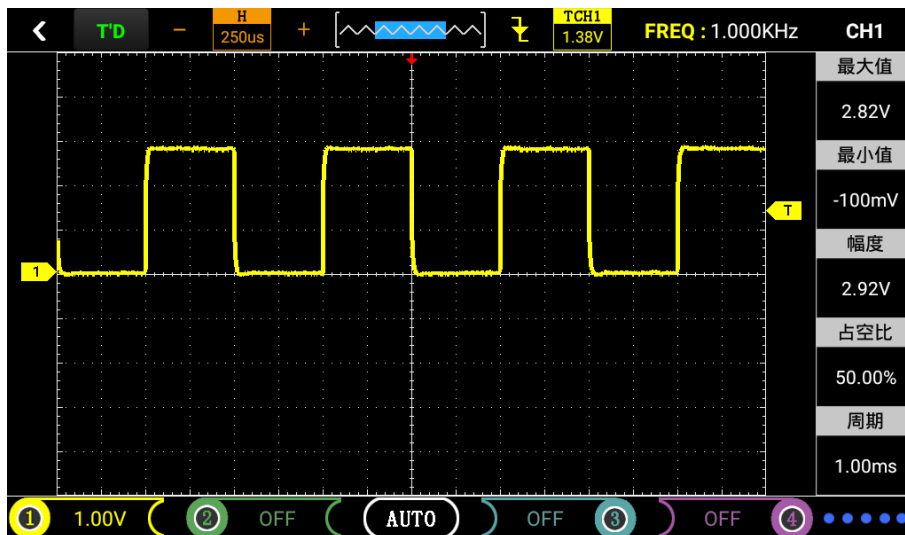 T'D
−
H
250us
+
TCH1
1.38V
FREQ : 1.000KHz
CH1
最大值
2.82V
最小值
-100mV
幅度
2.92V
占空比
50.00%
周期
1.00ms
T
1
1
1.00V
2
OFF
AUTO
OFF
3
OFF
4